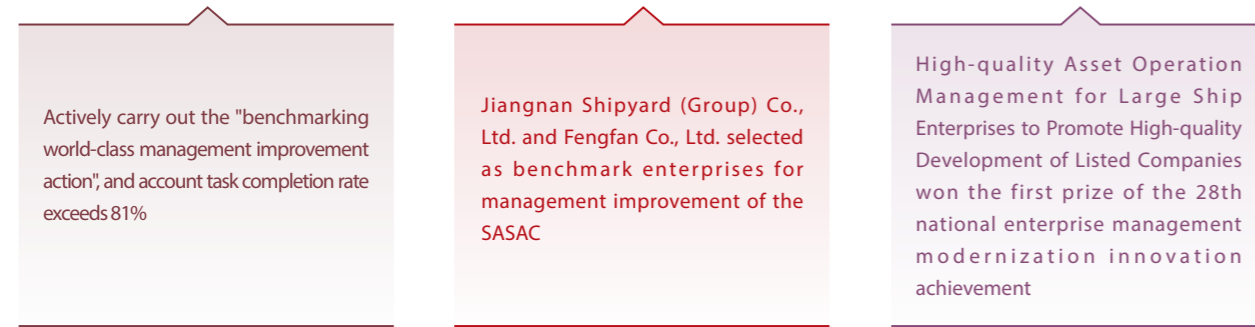 Actively carry out the "benchmarking
world-class management improvement
action", and account task completion rate
exceeds 81%
Jiangnan Shipyard (Group) Co.,
Ltd. and Fengfan Co., Ltd. selected
as benchmark enterprises for
management improvement of the
SASAC
High-quality Asset Operation
Management for Large Ship
Enterprises to Promote High-quality
Development of Listed Companies
won the first prize of the 28th
national enterprise management
modernization innovation
achievement